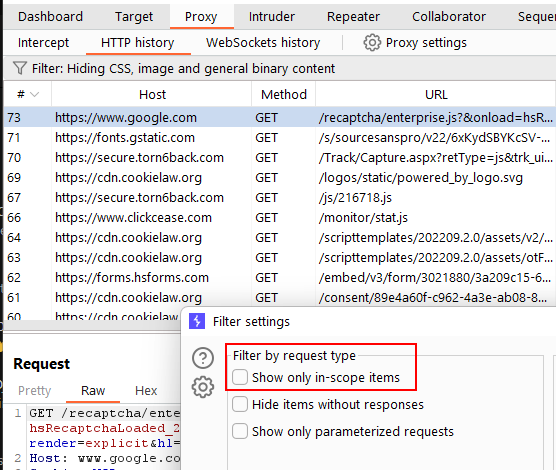 Dashboard Target Proxy Intruder Repeater Collaborator Sequen
Intercept HTTP history WebSockets history Proxy settings
Filter: Hiding CSS, image and general binary content
# Host Method URL
73 https://www.google.com GET /recaptcha/enterprise.js?&onload=hsR...
71 https://fonts.gstatic.com GET /s/sourcesanspro/v22/6xKydSBYKcSV-...
70 https://secure.torn6back.com GET /Track/Capture.aspx?retType=js&trk_ui...
69 https://cdn.cookielaw.org GET /logos/static/powered_by_logo.svg
67 https://secure.torn6back.com GET /js/216718.js
66 https://www.clickcease.com GET /monitor/stat.js
64 https://cdn.cookielaw.org GET /scripttemplates/202209.2.0/assets/v2/...
63 https://cdn.cookielaw.org GET /scripttemplates/202209.2.0/assets/otF...
62 https://forms.hsforms.com GET /embed/v3/form/3021880/3a209c15-6...
61 https://cdn.cookielaw.org GET /consent/89e4a60f-c962-4a3e-ab08-8...
60
Filter settings
Request
Pretty Raw Hex
Filter by request type
Show only in-scope items
Hide items without responses
Show only parameterized requests
1 GET /recaptcha/ente
hsRecaptchaLoaded_2
render=explicit&hl=
2 Host: www.google.co